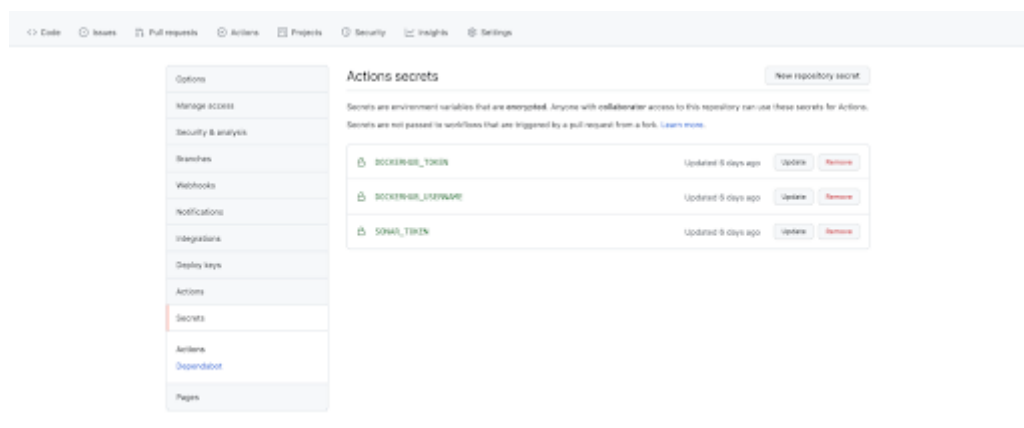 Code Issues Pull requests Actions Projects Security Insights Settings
Options
Manage access
Security & analysis
Branches
Webhooks
Notifications
Integrations
Deploy keys
Actions
Secrets
Actions
Dependabot
Pages
Actions secrets
New repository secret
Secrets are environment variables that are encrypted. Anyone with collaborator access to this repository can use these secrets for Actions.
Secrets are not passed to workflows that are triggered by a pull request from a fork. Learn more.
DOCKERHUB_TOKEN Updated 6 days ago Update Remove
DOCKERHUB_USERNAME Updated 6 days ago Update Remove
SONAR_TOKEN Updated 6 days ago Update Remove